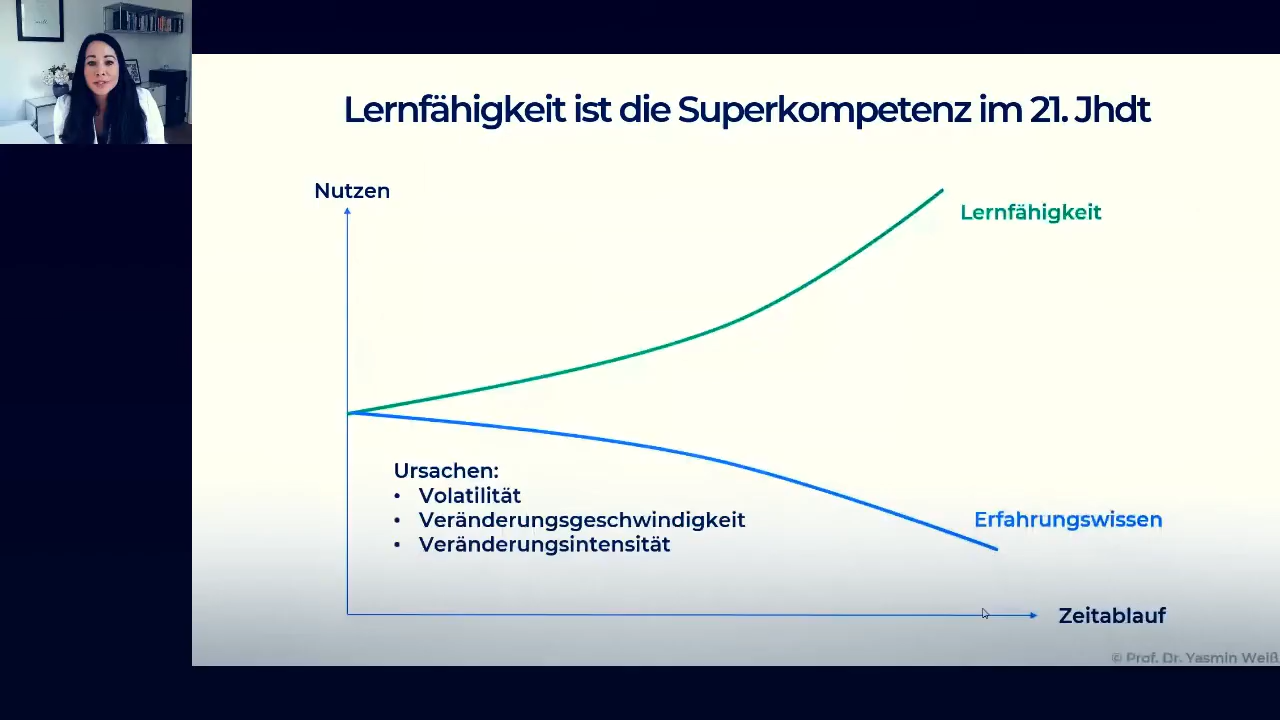 Lernfähigkeit ist die Superkompetenz im 21. Jhdt
Nutzen
Lernfähigkeit
Ursachen:
• Volatilität
• Veränderungsgeschwindigkeit
• Veränderungsintensität
Erfahrungswissen
Zeitablauf
© Prof. Dr. Yasmin Weiß